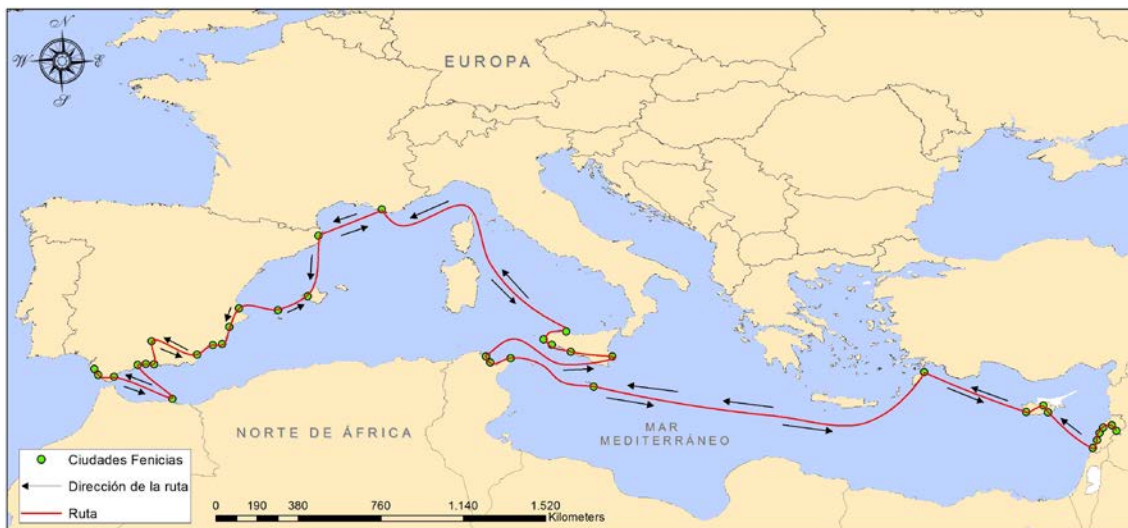 N
W E
S
EUROPA
NORTE DE ÁFRICA
MAR
MEDITERRÁNEO
Ciudades Fenicias
Dirección de la ruta
Ruta
0 190 380 760 1.140 1.520
Kilometers